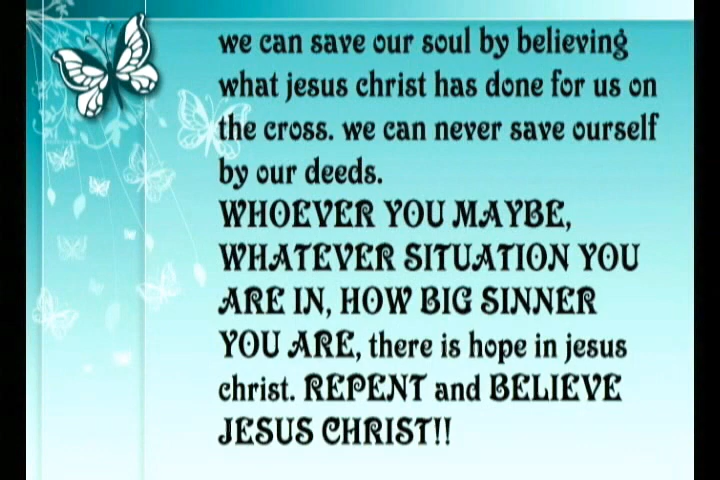 we can save our soul by believing
what jesus christ has done for us on
the cross. we can never save ourself
by our deeds.
WHOEVER YOU MAYBE,
WHATEVER SITUATION YOU
ARE IN, HOW BIG SINNER
YOU ARE, there is hope in jesus
christ. REPENT and BELIEVE
JESUS CHRIST!!